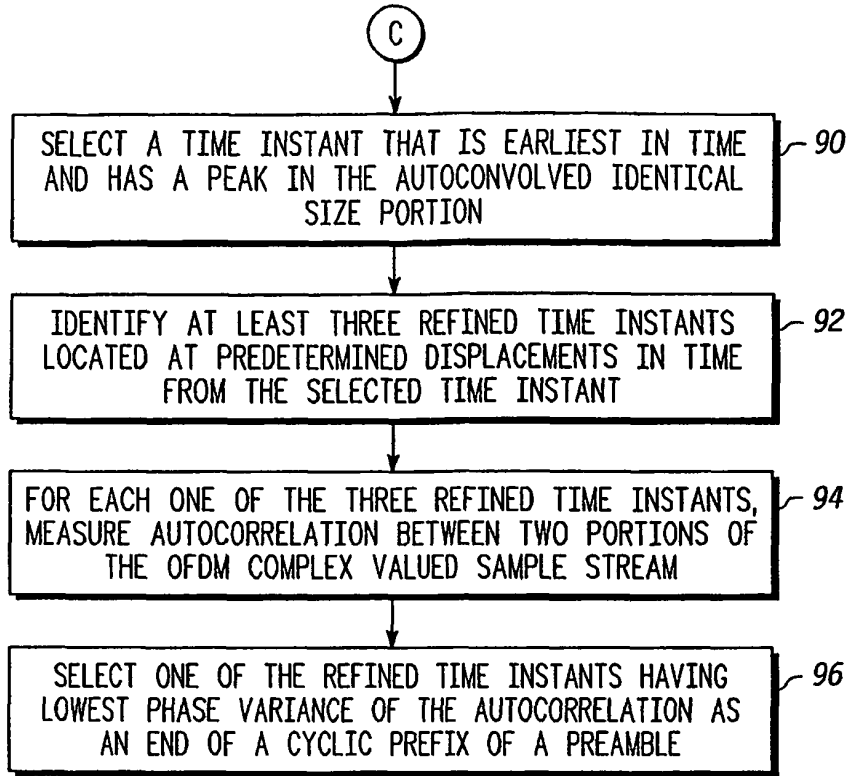 C
SELECT A TIME INSTANT THAT IS EARLIEST IN TIME
AND HAS A PEAK IN THE AUTOCONVOLVED IDENTICAL
SIZE PORTION
90
IDENTIFY AT LEAST THREE REFINED TIME INSTANTS
LOCATED AT PREDETERMINED DISPLACEMENTS IN TIME
FROM THE SELECTED TIME INSTANT
92
FOR EACH ONE OF THE THREE REFINED TIME INSTANTS,
MEASURE AUTOCORRELATION BETWEEN TWO PORTIONS OF
THE OFDM COMPLEX VALUED SAMPLE STREAM
94
SELECT ONE OF THE REFINED TIME INSTANTS HAVING
LOWEST PHASE VARIANCE OF THE AUTOCORRELATION AS
AN END OF A CYCLIC PREFIX OF A PREAMBLE
96